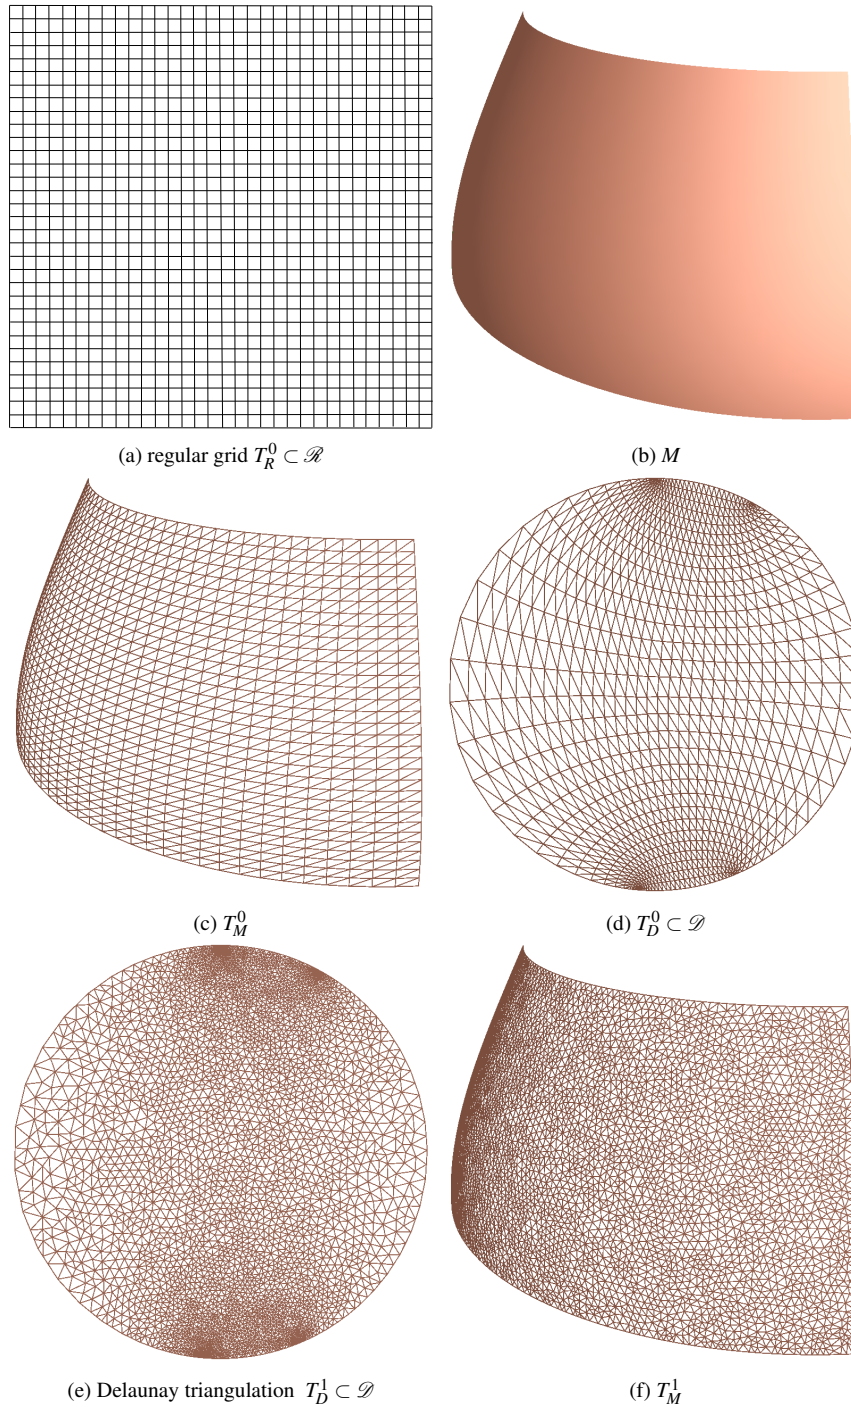 (a) regular grid $T_R^0 \subset \mathscr{R}$
(b) $M$
(c) $T_M^0$
(d) $T_D^0 \subset \mathscr{D}$
(e) Delaunay triangulation $T_D^1 \subset \mathscr{D}$
(f) $T_M^1$